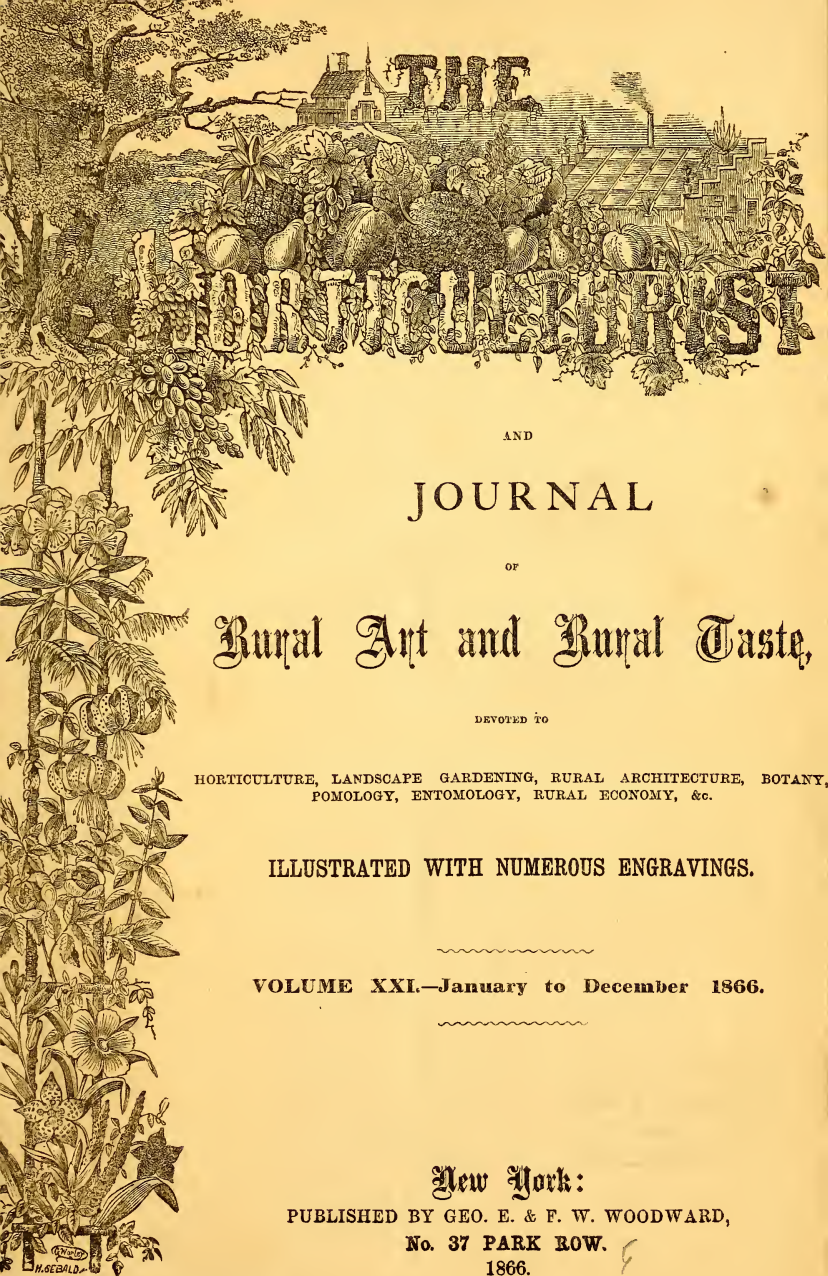 THE
HORTICULTURIST
AND
JOURNAL
OF
Rural Art and Rural Taste,
DEVOTED TO
HORTICULTURE, LANDSCAPE GARDENING, RURAL ARCHITECTURE, BOTANY,
POMOLOGY, ENTOMOLOGY, RURAL ECONOMY, &c.
ILLUSTRATED WITH NUMEROUS ENGRAVINGS.
VOLUME XXI.—January to December 1866.
New York:
PUBLISHED BY GEO. E. & F. W. WOODWARD,
No. 37 PARK ROW.
1866.
H.SEBALD